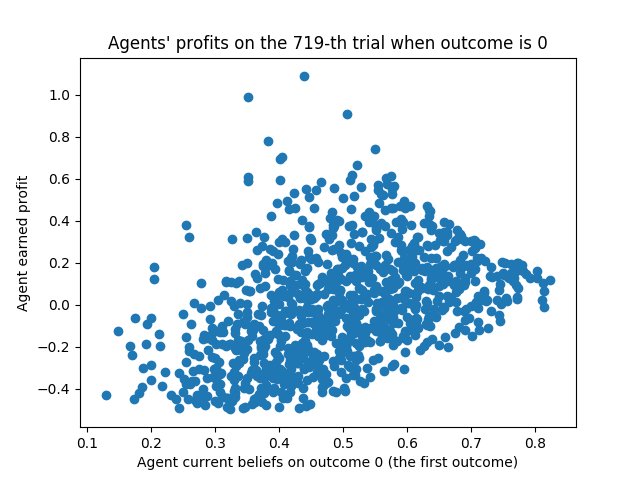 Agents' profits on the 719-th trial when outcome is 0
1.0
0.8
0.6
0.4
0.2
0.0
−0.2
−0.4
Agent earned profit
0.1 0.2 0.3 0.4 0.5 0.6 0.7 0.8
Agent current beliefs on outcome 0 (the first outcome)